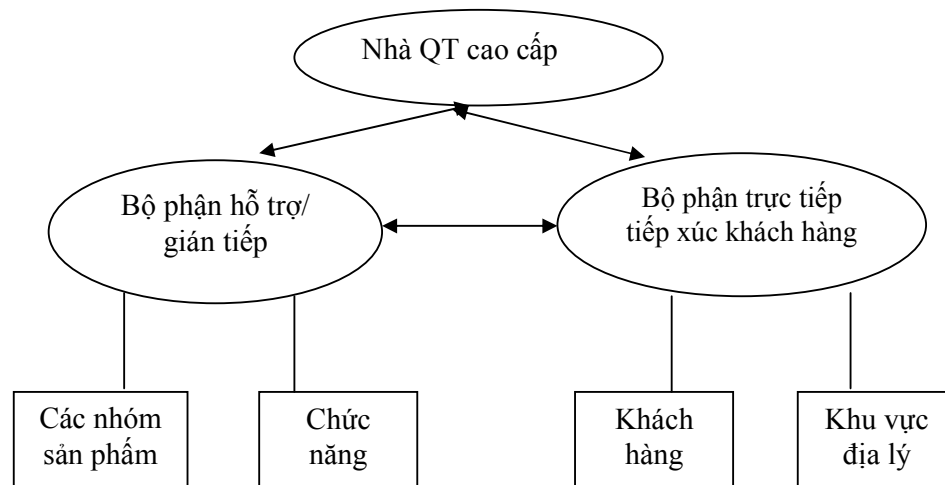 Nhà QT cao cấp
Bộ phận hỗ trợ/
gián tiếp
Bộ phận trực tiếp
tiếp xúc khách hàng
Các nhóm
sản phẩm
Chức
năng
Khách
hàng
Khu vực
địa lý